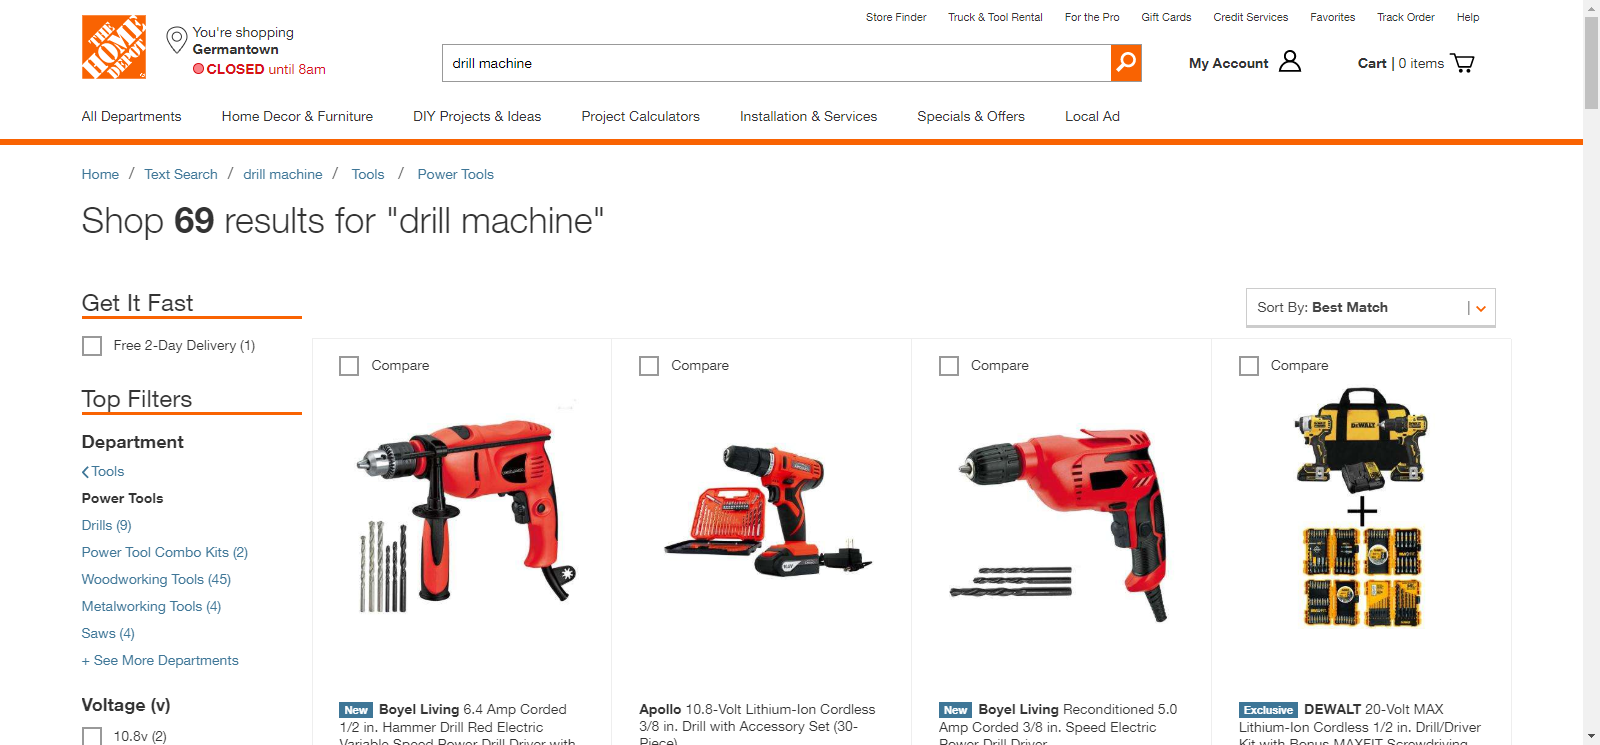 Store Finder Truck & Tool Rental For the Pro Gift Cards Credit Services Favorites Track Order Help
THE HOME DEPOT
You're shopping
Germantown
CLOSED until 8am
drill machine
My Account
Cart | 0 items
All Departments Home Decor & Furniture DIY Projects & Ideas Project Calculators Installation & Services Specials & Offers Local Ad
Home / Text Search / drill machine / Tools / Power Tools
Shop 69 results for "drill machine"
Get It Fast
Free 2-Day Delivery (1)
Top Filters
Department
Tools
Power Tools
Drills (9)
Power Tool Combo Kits (2)
Woodworking Tools (45)
Metalworking Tools (4)
Saws (4)
+ See More Departments
Voltage (v)
10.8v (2)
Sort By: Best Match
Compare
New Boyel Living 6.4 Amp Corded
1/2 in. Hammer Drill Red Electric
Variable Speed Power Drill Driver with
Compare
Apollo 10.8-Volt Lithium-Ion Cordless
3/8 in. Drill with Accessory Set (30-
Piece)
Compare
New Boyel Living Reconditioned 5.0
Amp Corded 3/8 in. Speed Electric
Power Drill Driver
Compare
DEWALT
Exclusive DEWALT 20-Volt MAX
Lithium-Ion Cordless 1/2 in. Drill/Driver
Kit with Bonus MAXFIT Screwdriving